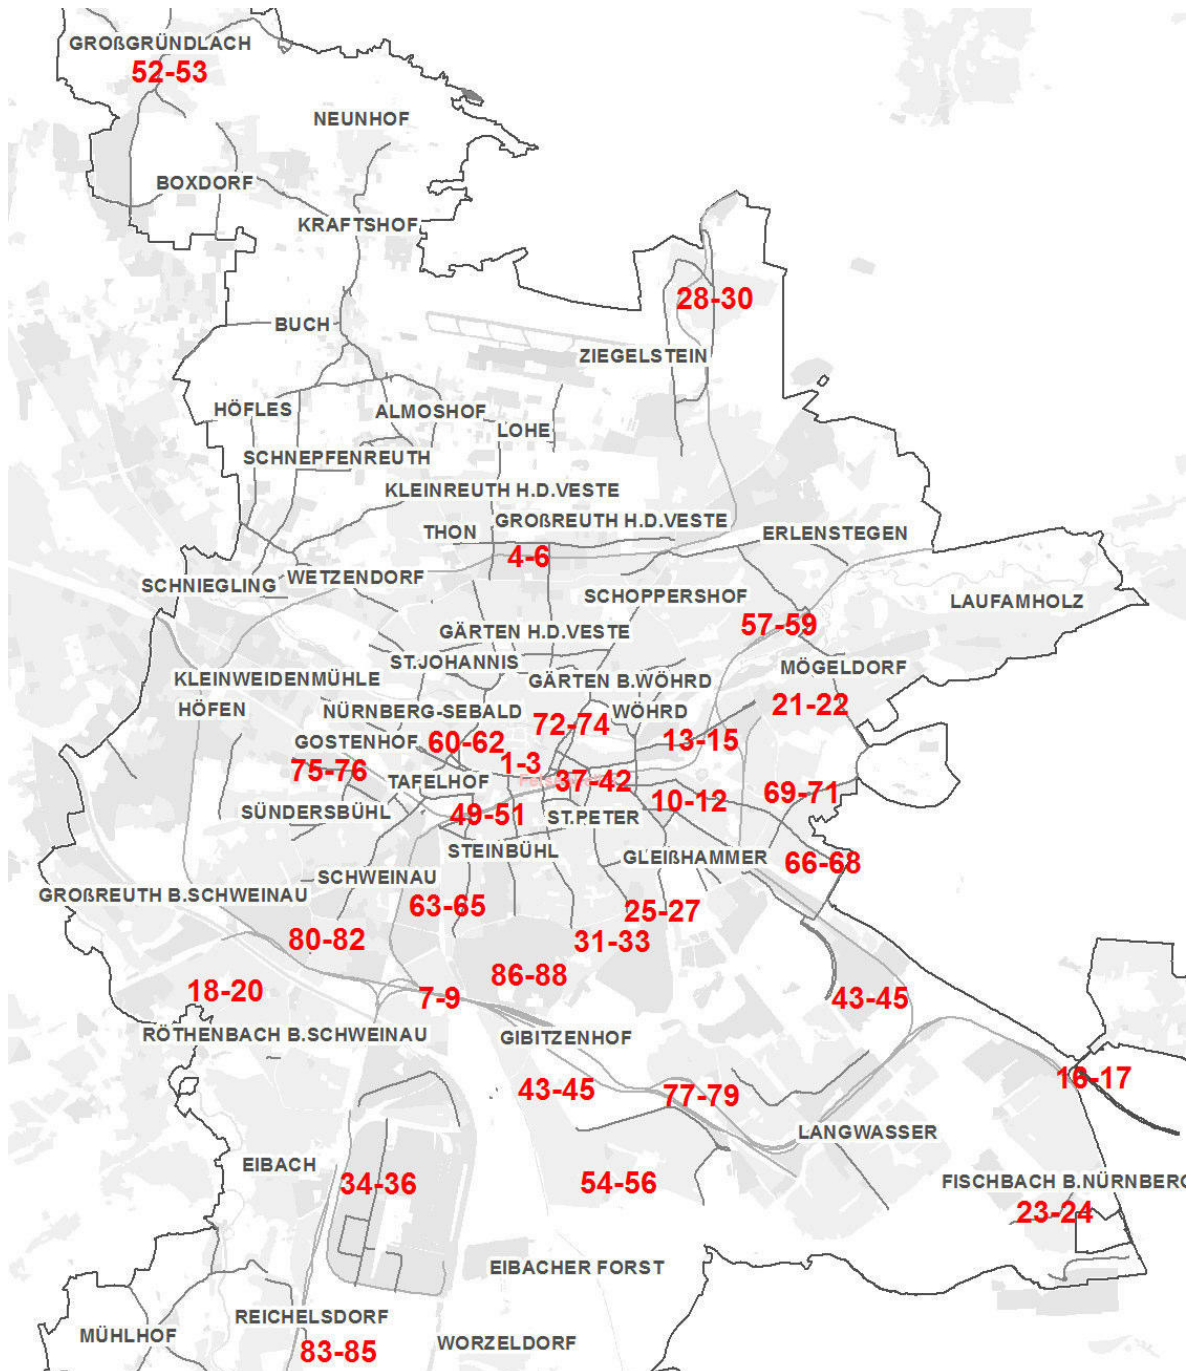 GROßGRÜNDLACH
52-53
NEUNHOF
BOXDORF
KRAFTSHOF
28-30
BUCH
ZIEGELSTEIN
HÖFLES
ALMOSHOF
LOHE
SCHNEPFENREUTH
KLEINREUTH H.D.VESTE
GROßREUTH H.D.VESTE
THON
ERLENSTEGEN
4-6
WETZENDORF
SCHNIEGLING
SCHOPPERSHOF
LAUFAMHOLZ
57-59
GÄRTEN H.D.VESTE
ST.JOHANNIS
MÖGELDORF
KLEINWEIDENMÜHLE
GÄRTEN B.WÖHRD
21-22
HÖFEN
NÜRNBERG-SEBALD
WÖHRD
72-74
GOSTENHOF
60-62
13-15
1-3
75-76
TAFELHOF
37-42
69-71
10-12
SÜNDERSBÜHL
49-51
ST.PETER
STEINBÜHL
GLEIßHAMMER
66-68
SCHWEINAU
GROßREUTH B.SCHWEINAU
63-65
25-27
80-82
31-33
86-88
18-20
7-9
43-45
RÖTHENBACH B.SCHWEINAU
GIBITZENHOF
16-17
43-45
77-79
LANGWASSER
EIBACH
34-36
54-56
FISCHBACH B.NÜRNBERG
23-24
EIBACHER FORST
REICHELSDORF
MÜHLHOF
WORZELDORF
83-85